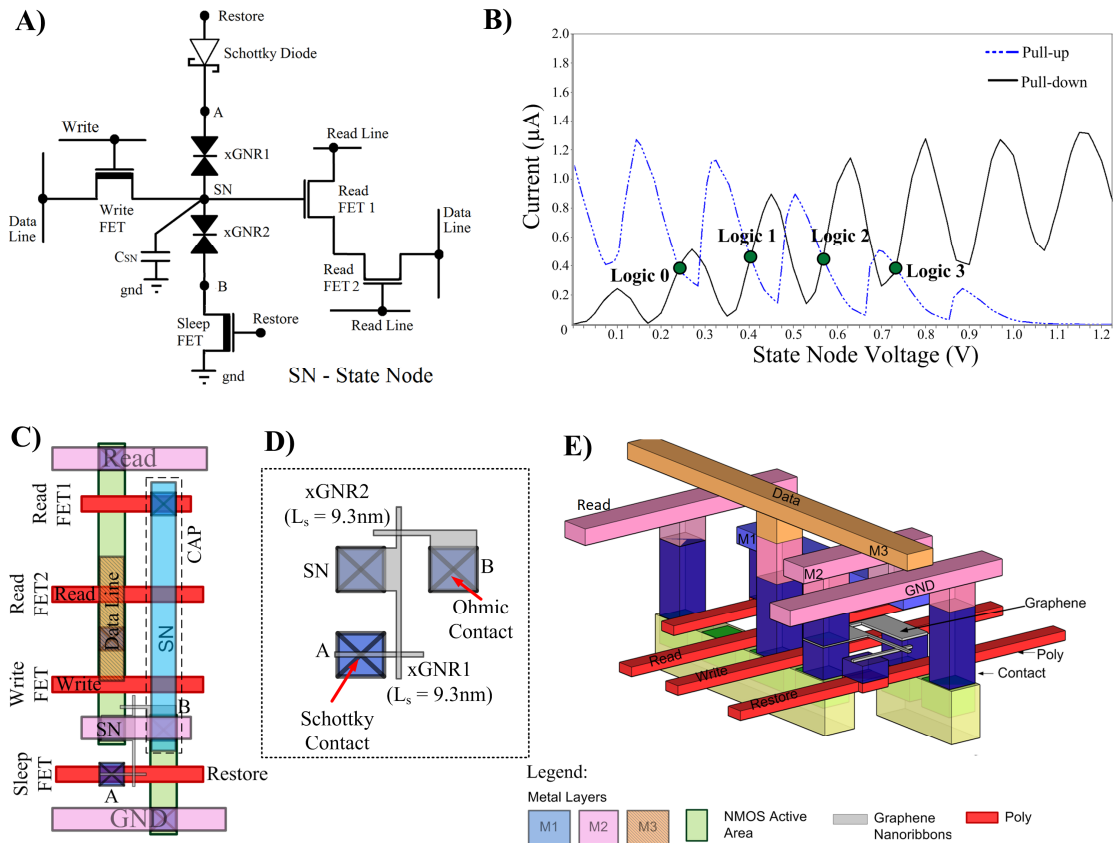 A)
Restore
Schottky Diode
A
Write
xGNR1
Read Line
SN
Read
FET 1
Write
FET
Data
Line
xGNR2
Data
Line
CSN
gnd
Read
FET 2
B
Sleep
FET
Restore
Read Line
gnd
SN - State Node
B)
2.0
1.8
1.6
1.4
1.2
1.0
0.8
0.6
0.4
0.2
0
Current (μA)
Pull-up
Pull-down
Logic 0
Logic 1
Logic 2
Logic 3
0.1
0.2
0.3
0.4
0.5
0.6
0.7
0.8
0.9
1.0
1.1
1.2
State Node Voltage (V)
C)
Read
Read
FET1
CAP
Read
FET2
Read
Data Line
SN
Write
FET
Write
B
SN
Sleep
FET
Restore
A
GND
D)
xGNR2
(Ls = 9.3nm)
SN
B
Ohmic
Contact
A
xGNR1
(Ls = 9.3nm)
Schottky
Contact
E)
Data
Read
M1
M3
M2
GND
Graphene
Read
Write
Restore
Poly
Contact
Legend:
Metal Layers
M1
M2
M3
NMOS Active
Area
Graphene
Nanoribbons
Poly